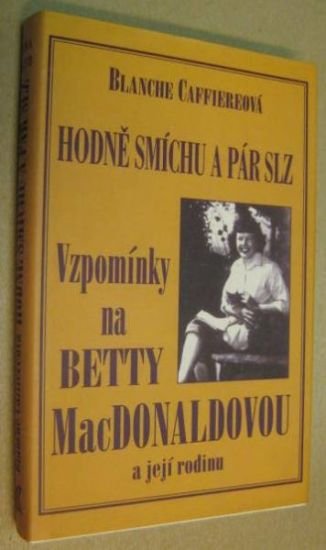 BLANCHE CAFFIEREOVÁ
HODNĚ SMÍCHU A PÁR SLZ
Vzpomínky
na
BETTY
MacDONALDOVOU
a její rodinu